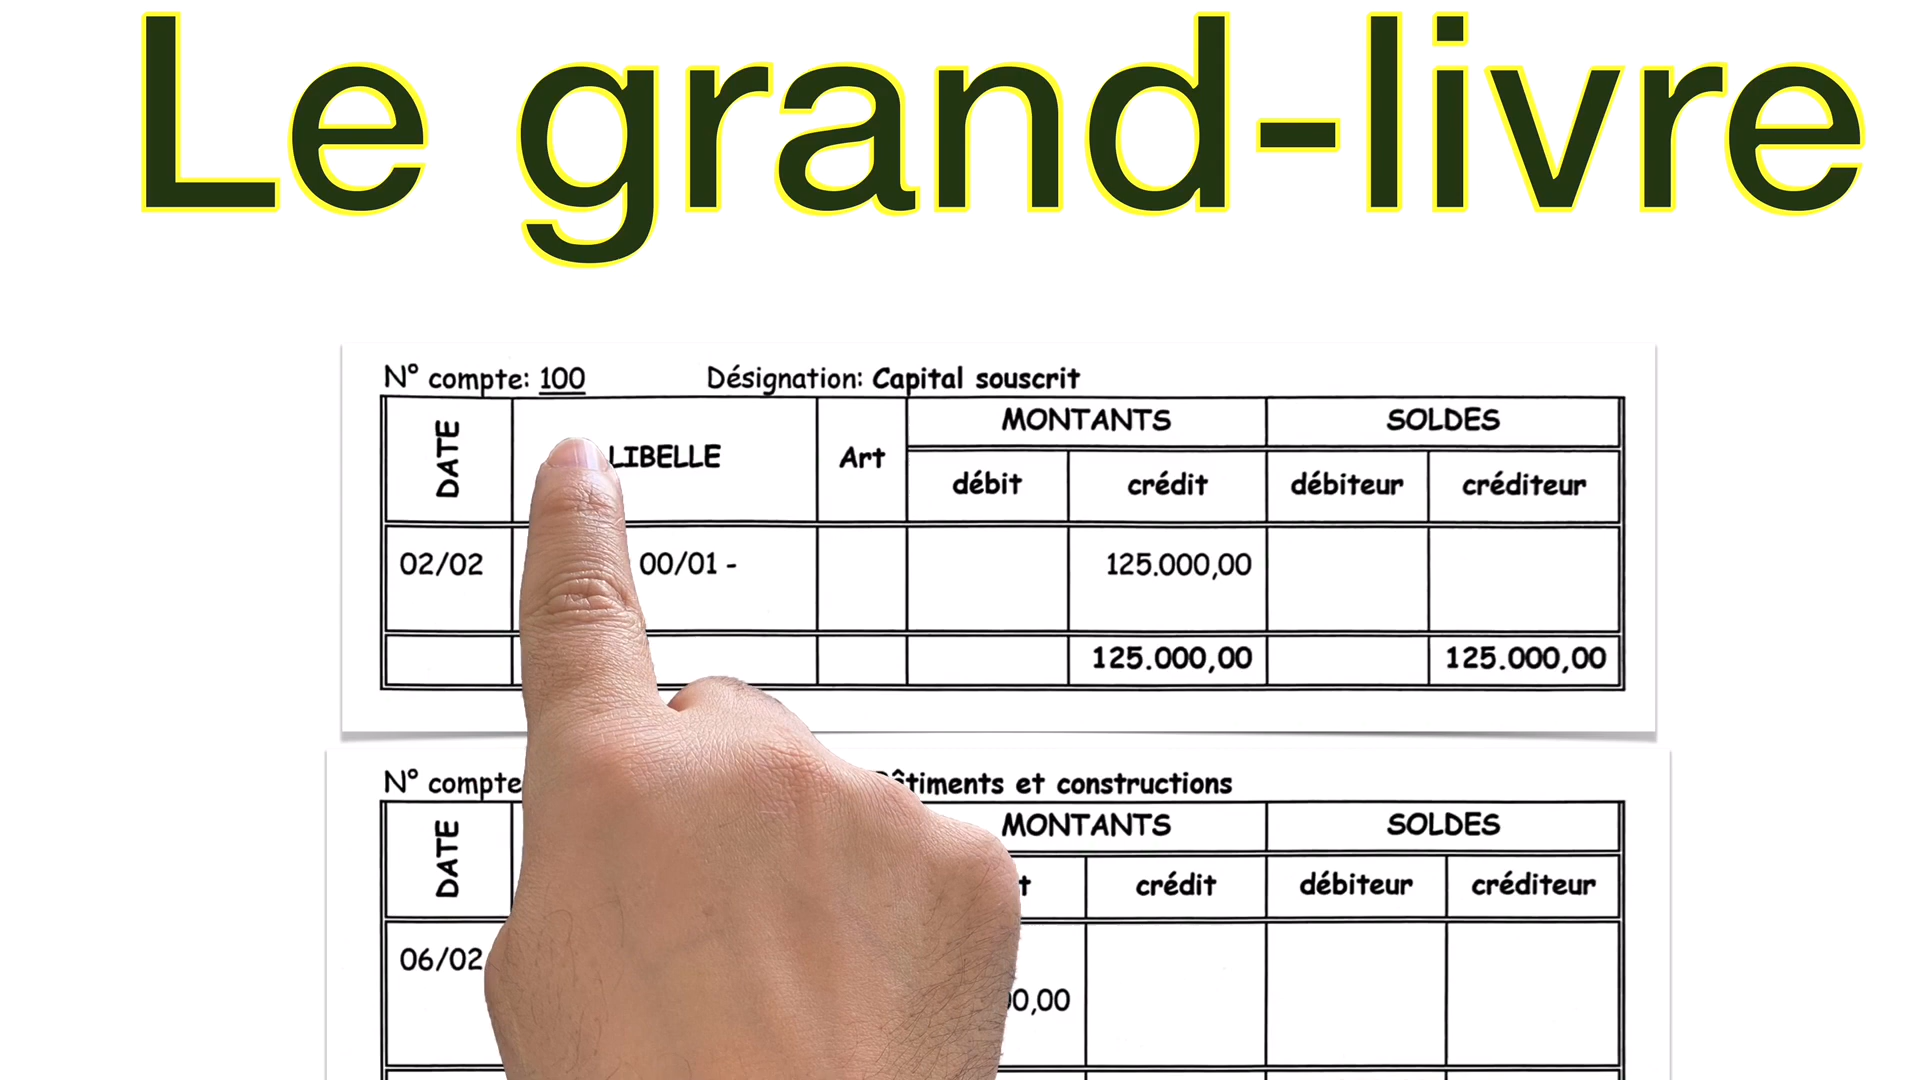 Le grand-livre
N° compte: 100 Désignation: Capital souscrit
DATE LIBELLE Art MONTANTS SOLDES
débit crédit débiteur créditeur
02/02 00/01 - 125.000,00
125.000,00 125.000,00
N° compte et constructions
DATE MONTANTS SOLDES
crédit débiteur créditeur
06/02